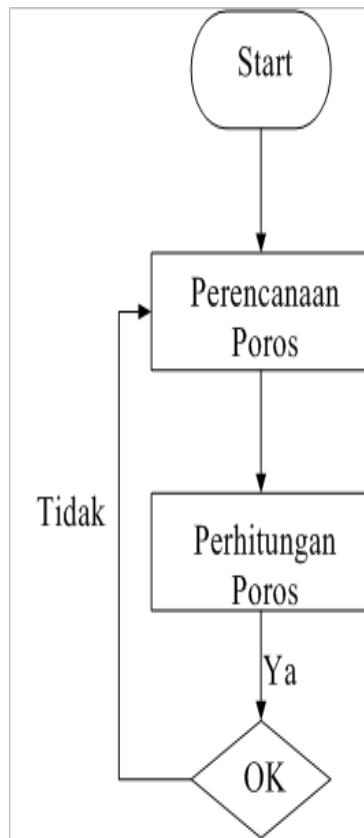 Start
Perencanaan
Poros
Tidak
Perhitungan
Poros
Ya
OK